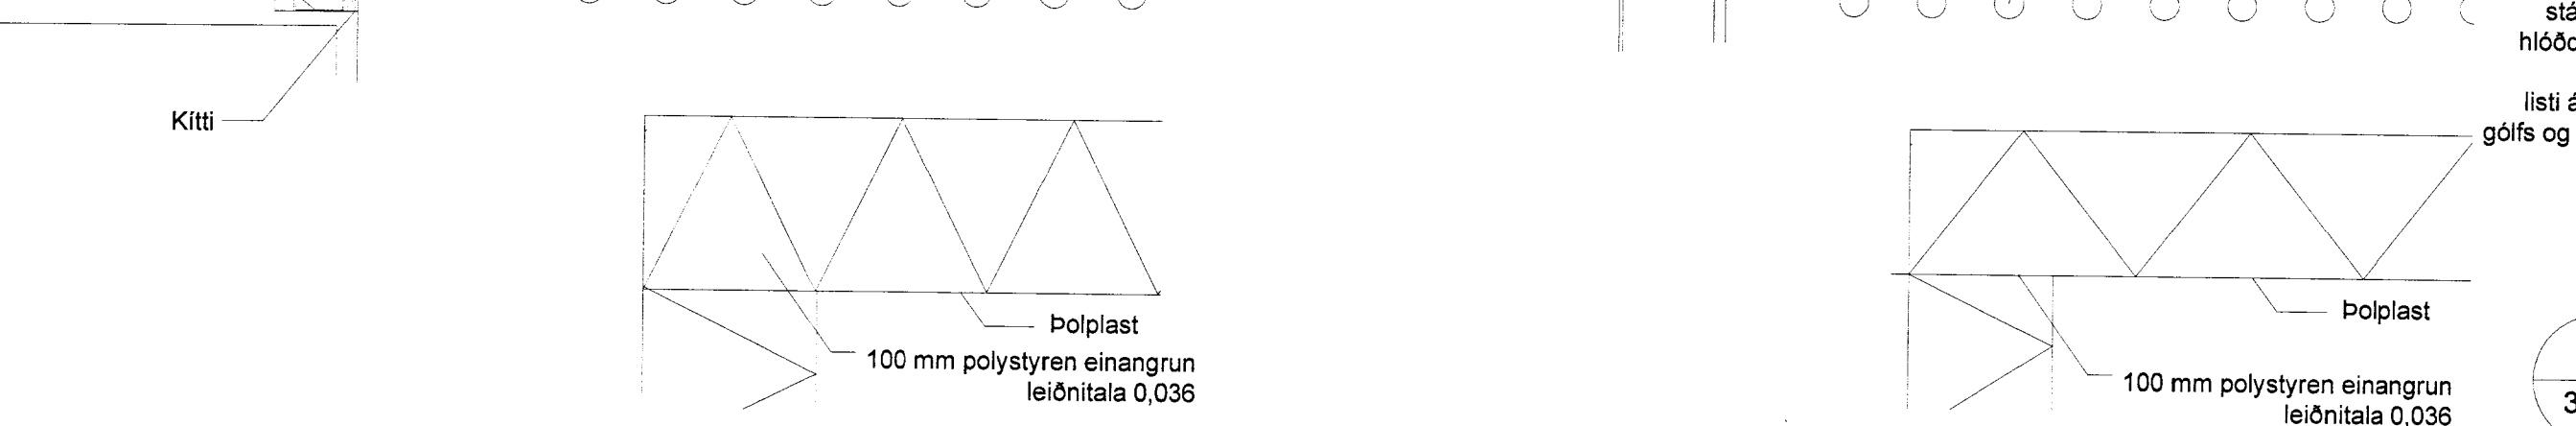 Kítti
Þolplast
100 mm polystyren einangrun
leiðnitala 0,036
listi á
gólfs og
Þolplast
100 mm polystyren einangrun
leiðnitala 0,036
3